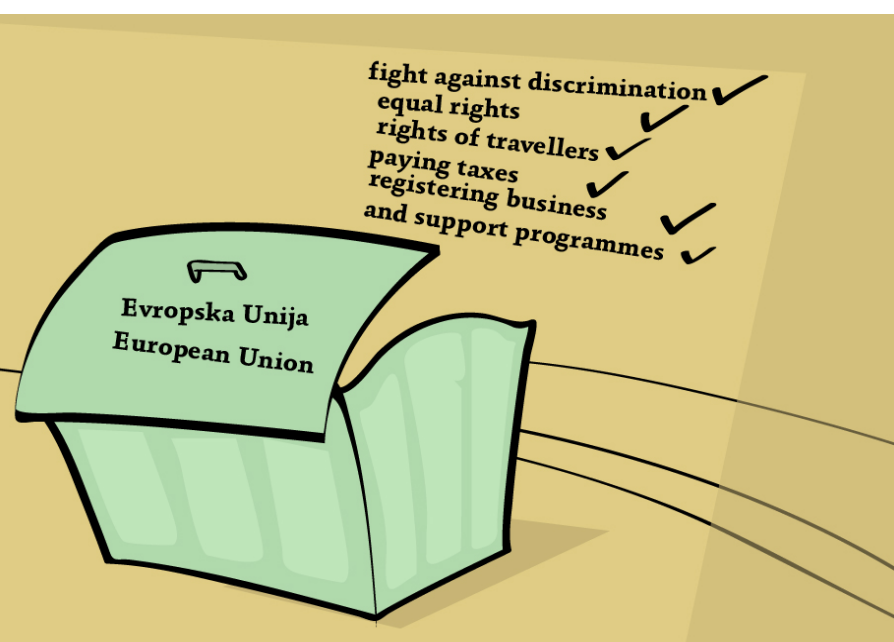 fight against discrimination
equal rights
rights of travellers
paying taxes
registering business
and support programmes
Evropska Unija
European Union